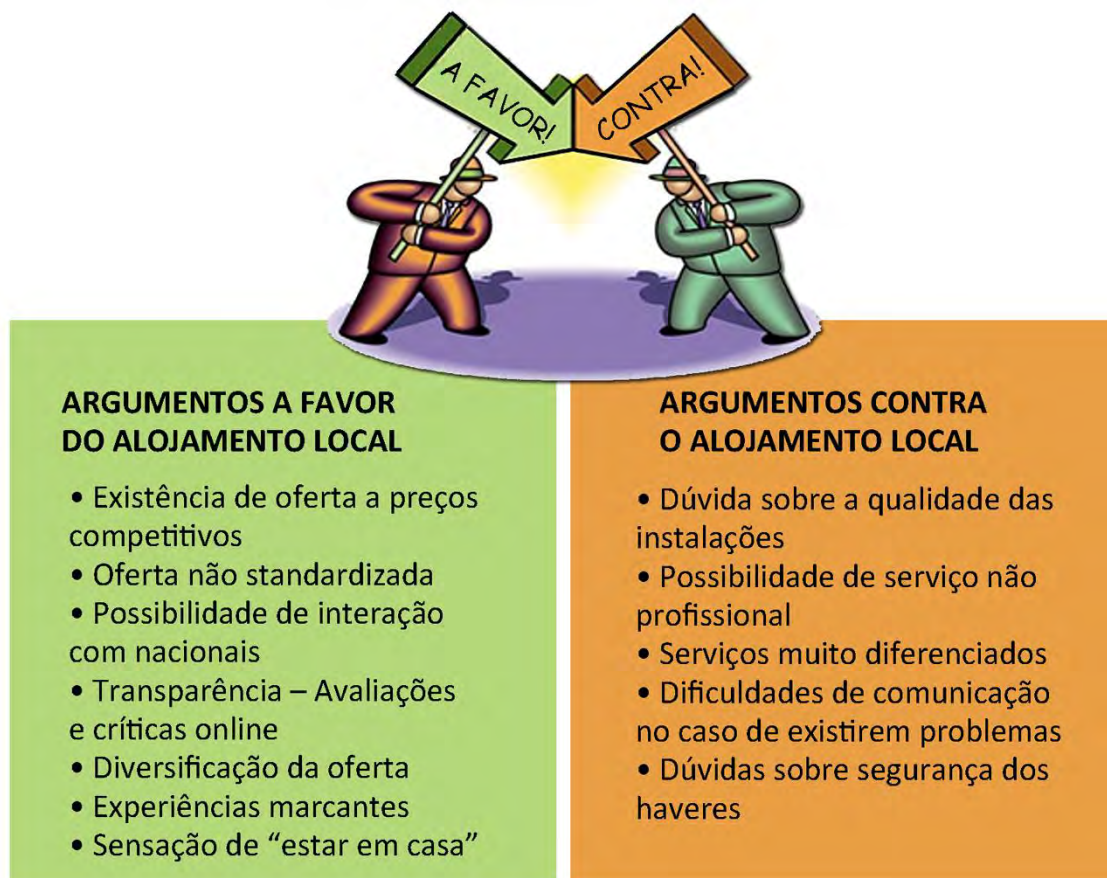 A FAVOR!
CONTRA!
ARGUMENTOS A FAVOR
DO ALOJAMENTO LOCAL
• Existência de oferta a preços
competitivos
• Oferta não standardizada
• Possibilidade de interação
com nacionais
• Transparência – Avaliações
e críticas online
• Diversificação da oferta
• Experiências marcantes
• Sensação de “estar em casa”
ARGUMENTOS CONTRA
O ALOJAMENTO LOCAL
• Dúvida sobre a qualidade das
instalações
• Possibilidade de serviço não
profissional
• Serviços muito diferenciados
• Dificuldades de comunicação
no caso de existirem problemas
• Dúvidas sobre segurança dos
haveres